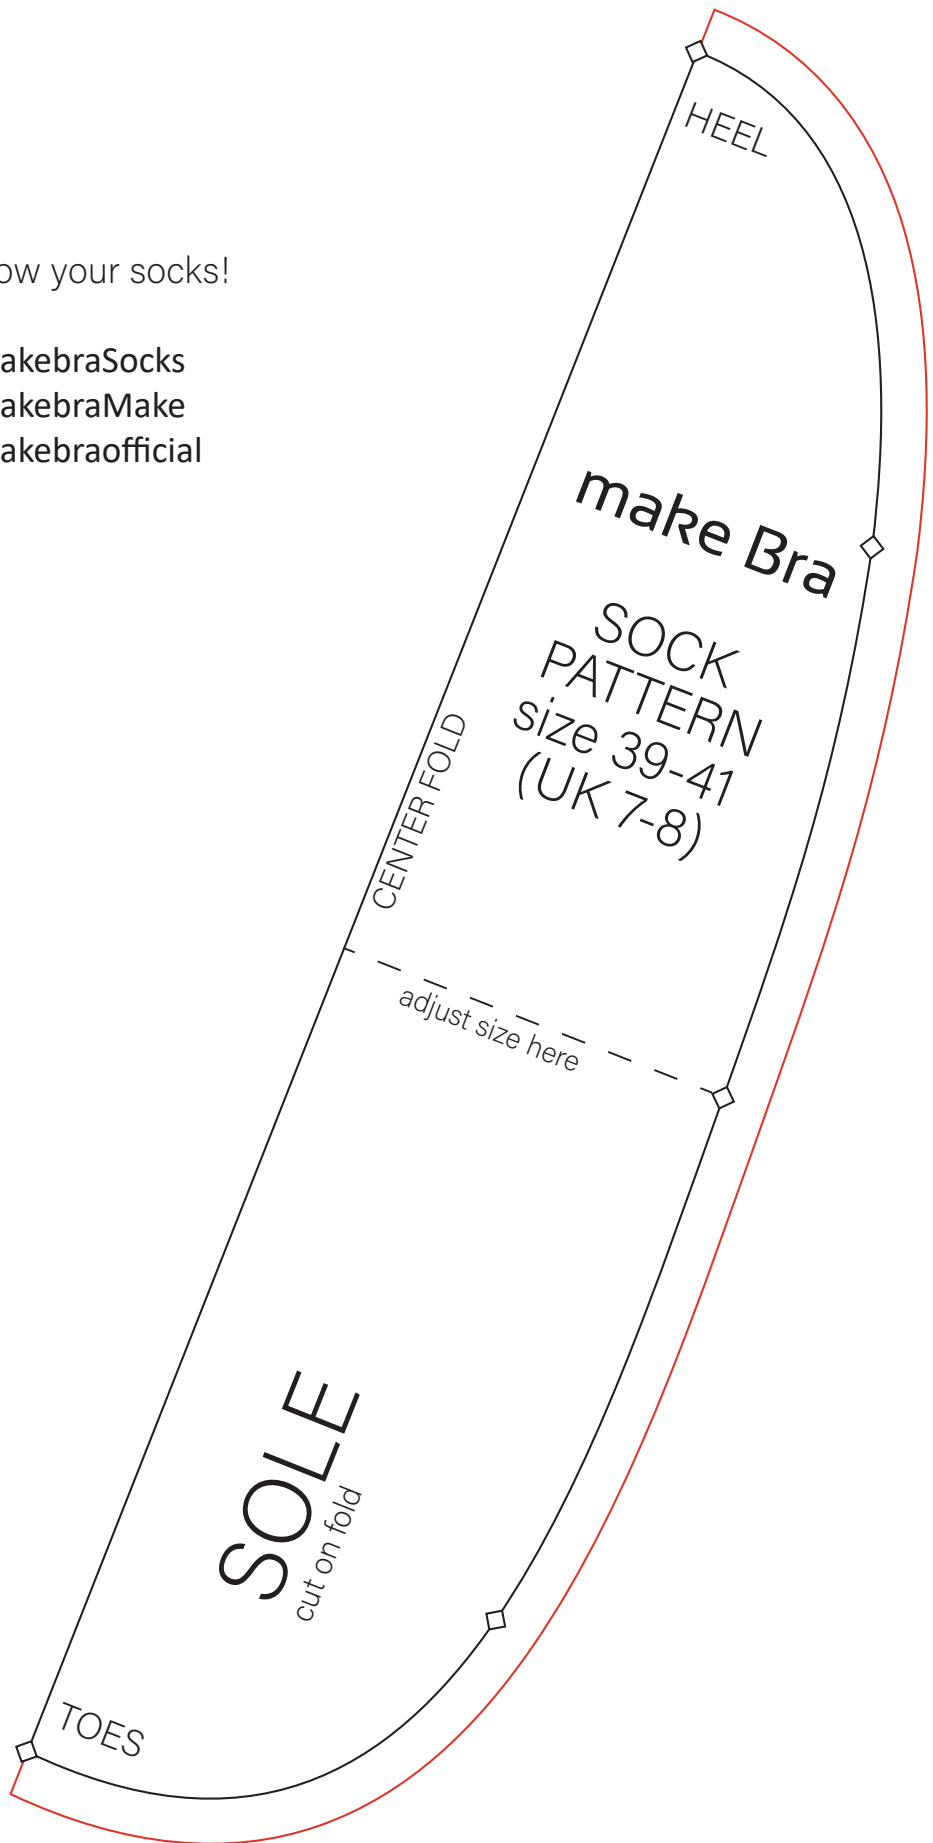 HEEL
ow your socks!
akebraSocks
akebraMake
akebraofficial
make Bra
SOCK
PATTERN
size 39-41
(UK 7-8)
CENTER FOLD
adjust size here
SOLE
cut on fold
TOES